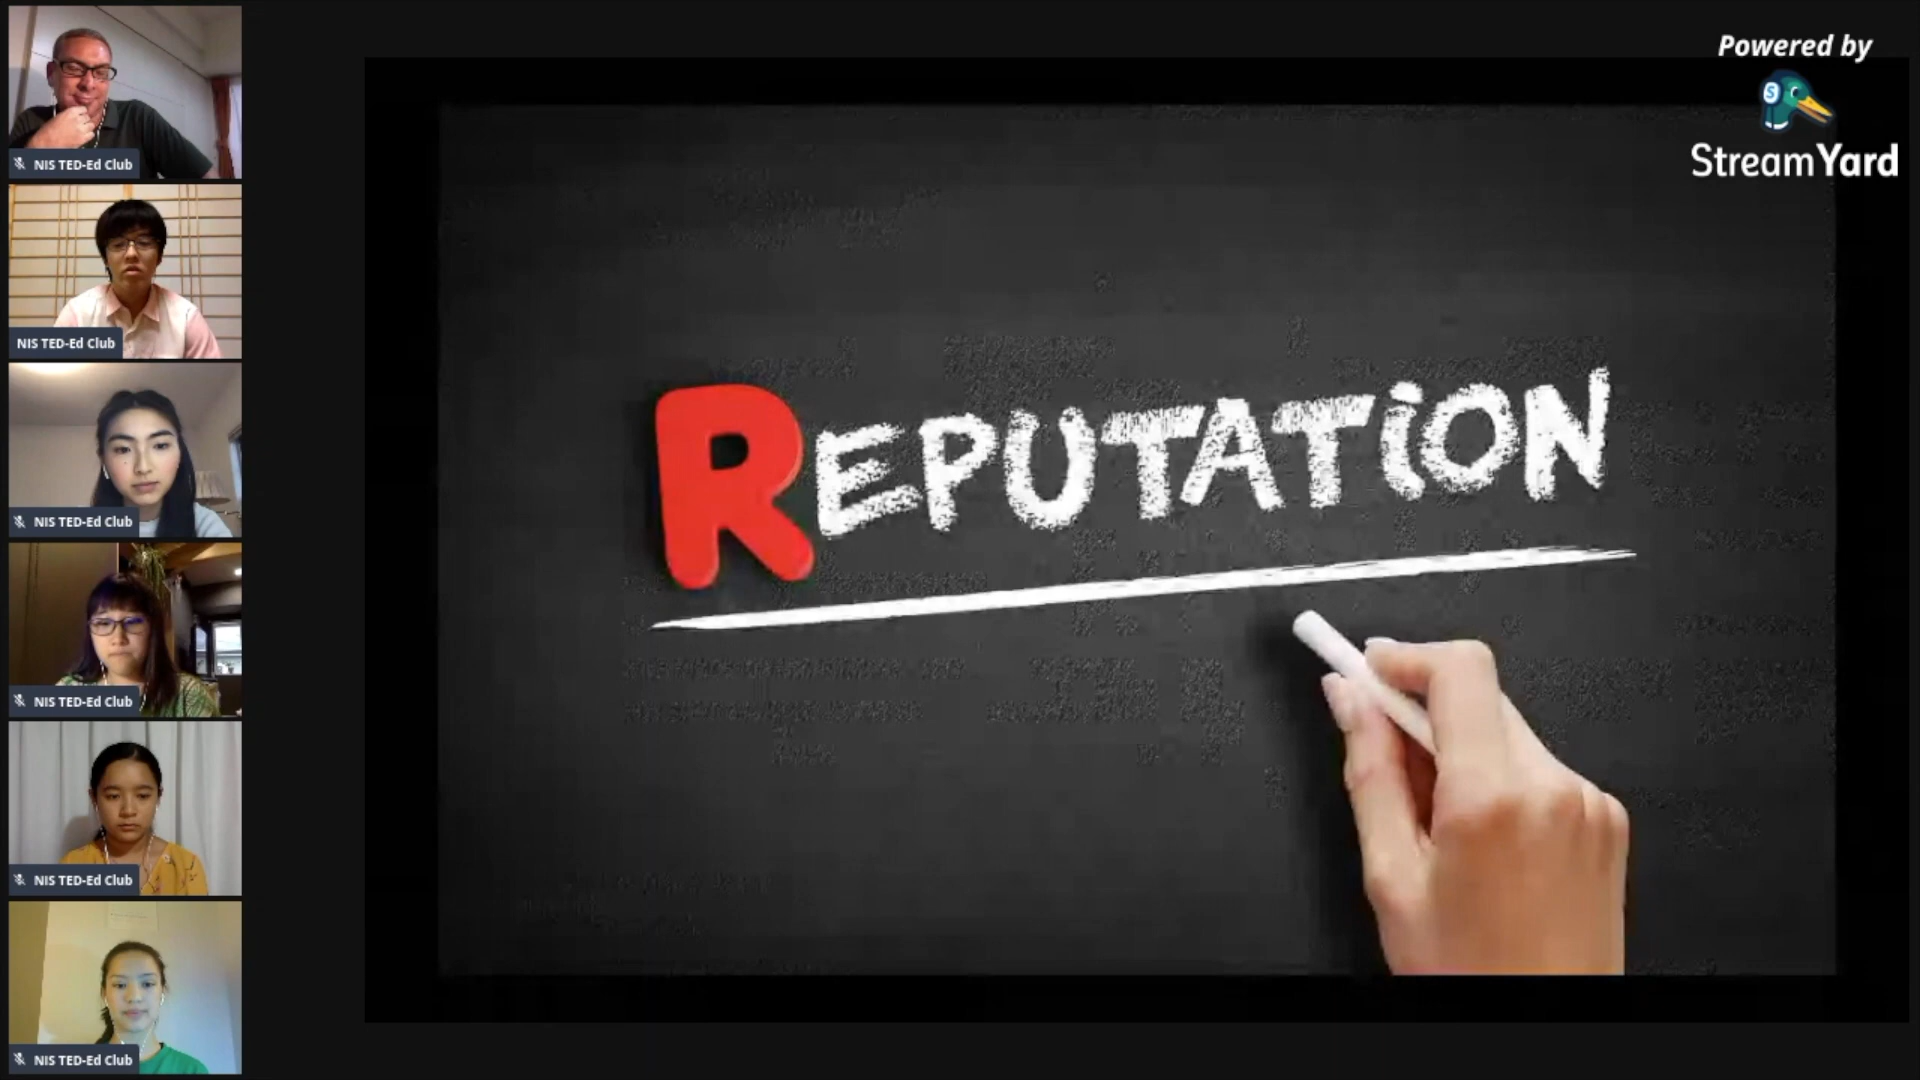 NIS TED-Ed Club
NIS TED-Ed Club
NIS TED-Ed Club
NIS TED-Ed Club
NIS TED-Ed Club
NIS TED-Ed Club
REPUTATiON
Powered by
S
StreamYard